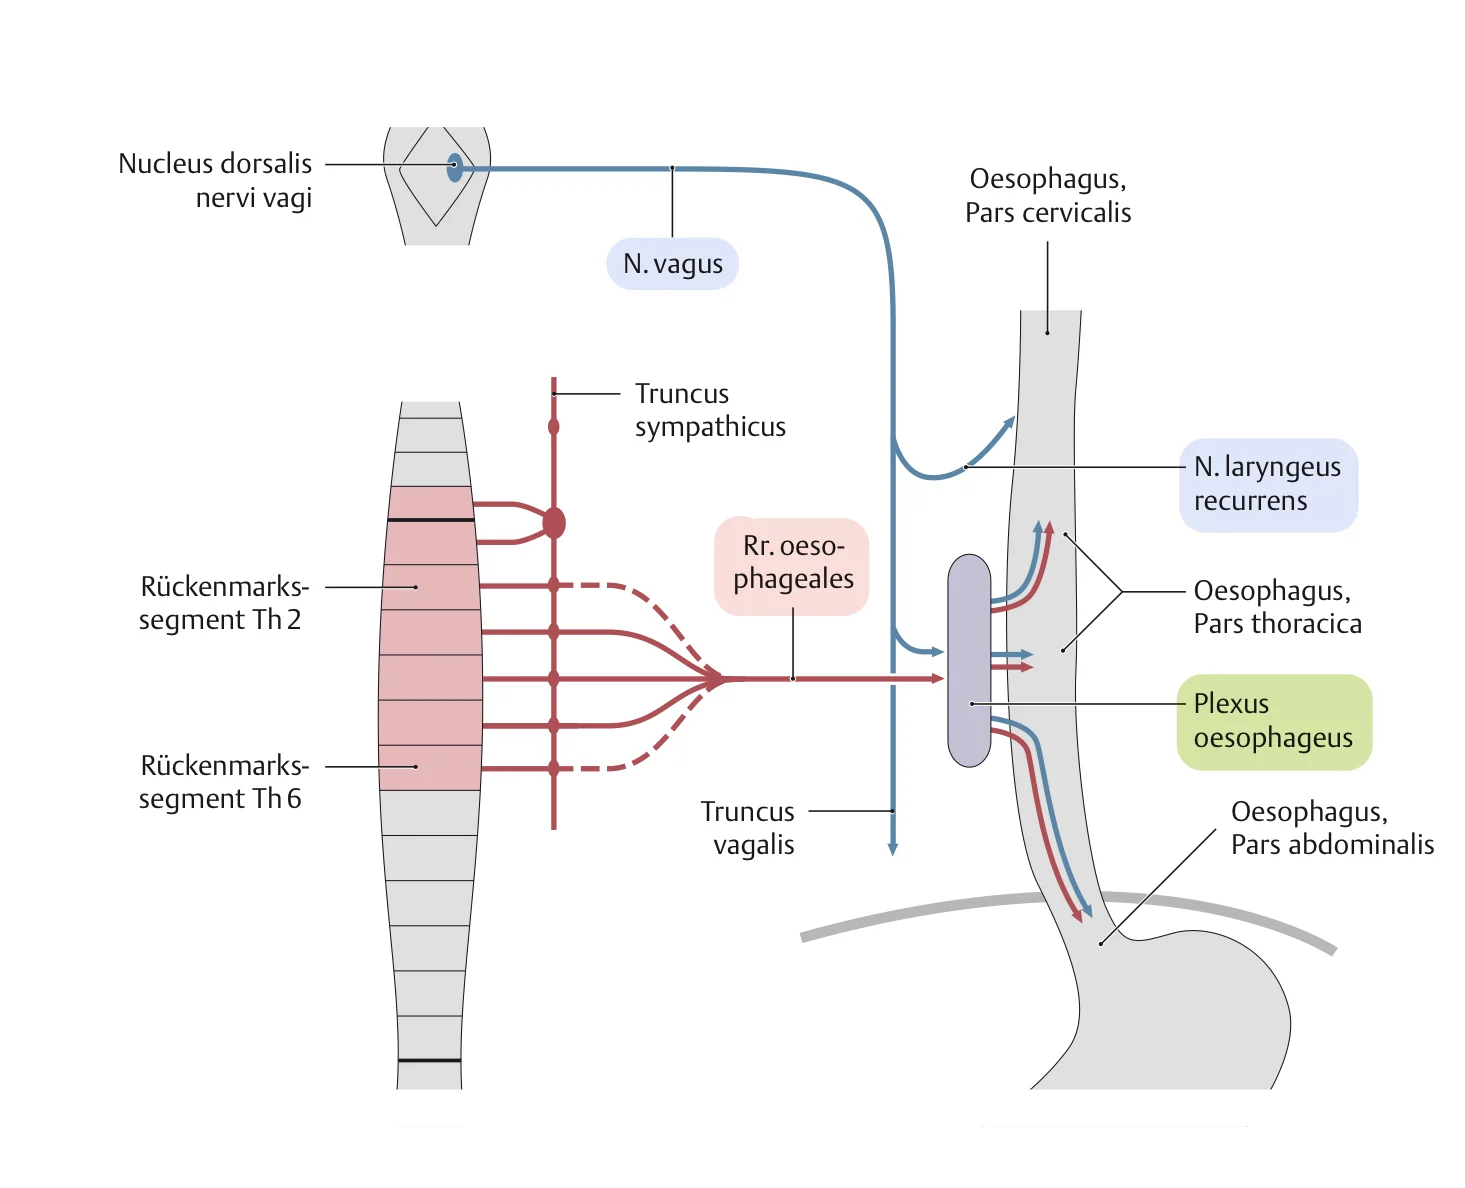 Nucleus dorsalis
nervi vagi
N. vagus
Oesophagus,
Pars cervicalis
Truncus
sympathicus
N. laryngeus
recurrens
Rr. oeso-
phageales
Rückenmarks-
segment Th 2
Oesophagus,
Pars thoracica
Plexus
oesophageus
Rückenmarks-
segment Th 6
Truncus
vagalis
Oesophagus,
Pars abdominalis